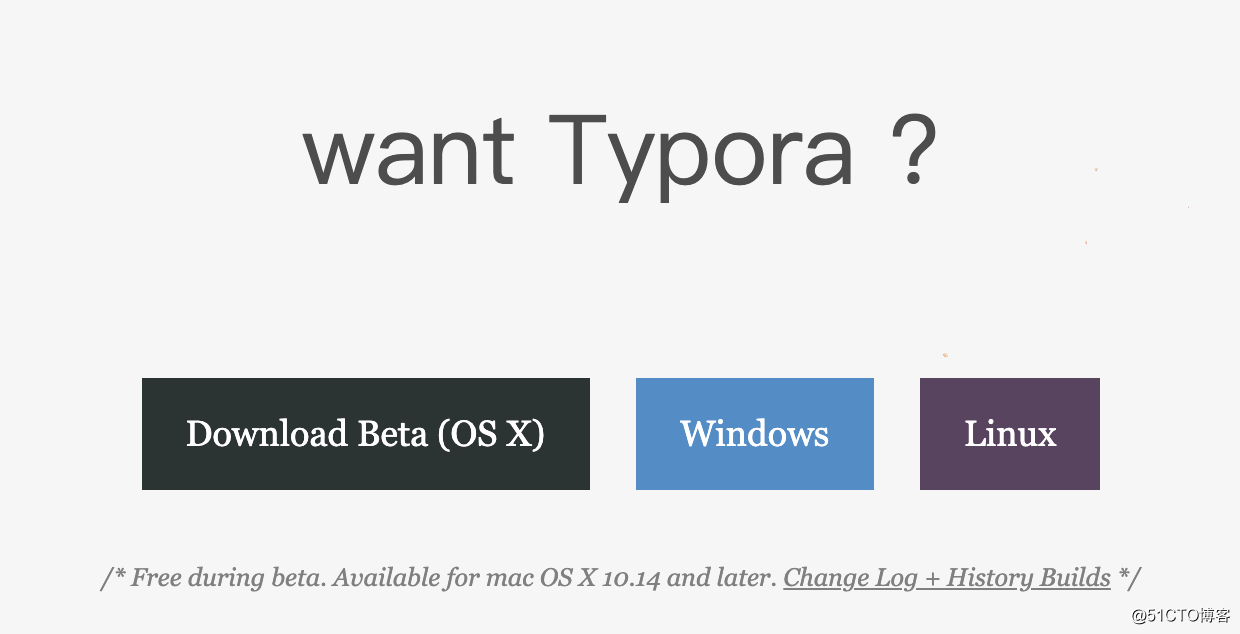 want Typora ?
Download Beta (OS X)
Windows
Linux
/* Free during beta. Available for mac OS X 10.14 and later. Change Log + History Builds */
@51CTO博客